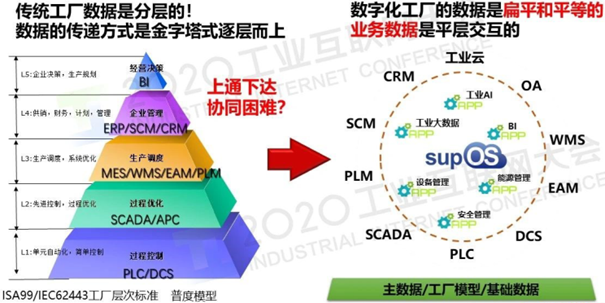 传统工厂数据是分层的！
数据的传递方式是金字塔式逐层而上
L5:企业决策，生产规划
经营决策
BI
L4:供销，财务，计划，管理
企业管理
ERP/SCM/CRM
L3:生产调度，系统优化
生产调度
MES/WMS/EAM/PLM
L2:先进控制，过程优化
过程优化
SCADA/APC
L1:单元自动化，简单控制
过程控制
PLC/DCS
ISA99/IEC62443工厂层次标准 普度模型
上通下达
协同困难？
数字化工厂的数据是扁平和平等的
业务数据是平层交互的
工业云
CRM
OA
SCM
WMS
PLM
EAM
SCADA
DCS
PLC
工业AI
APP
工业大数据
APP
BI
APP
supOS
设备管理
APP
能源管理
APP
安全管理
APP
主数据/工厂模型/基础数据
2020工业互联网大会
INTERNET CONFERENCE